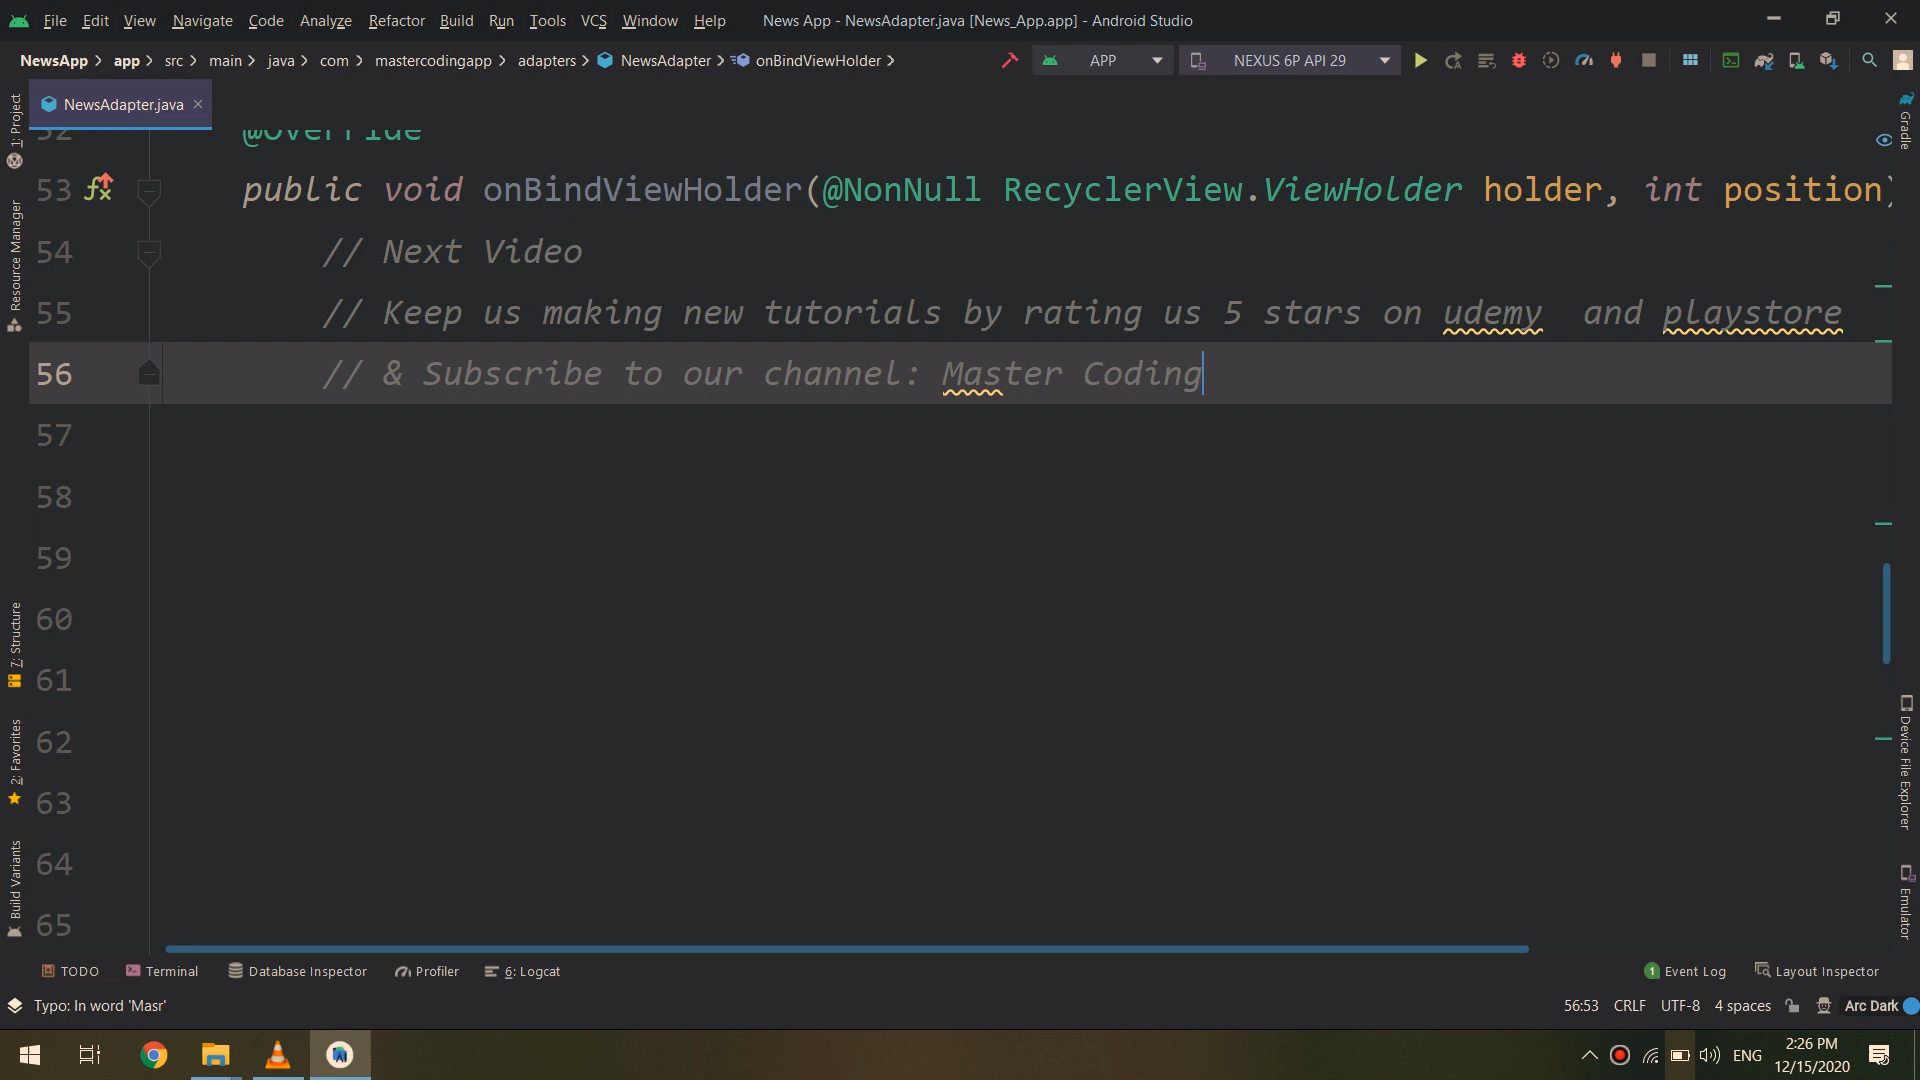 File Edit View Navigate Code Analyze Refactor Build Run Tools VCS Window Help News App - NewsAdapter.java [News_App.app] - Android Studio
NewsApp app src main java com mastercodingapp adapters NewsAdapter onBindViewHolder APP NEXUS 6P API 29
NewsAdapter.java
52 @Override
53 public void onBindViewHolder(@NonNull RecyclerView.ViewHolder holder, int position)
54 // Next Video
55 // Keep us making new tutorials by rating us 5 stars on udemy  and playstore
56 // & Subscribe to our channel: Master Coding
57
58
59
60
61
62
63
64
65
1: Project
Resource Manager
7: Structure
2: Favorites
Build Variants
Gradle
Device File Explorer
Emulator
TODO Terminal Database Inspector Profiler 6: Logcat 1 Event Log Layout Inspector
Typo: In word 'Masr' 56:53 CRLF UTF-8 4 spaces Arc Dark
ENG 2:26 PM
12/15/2020